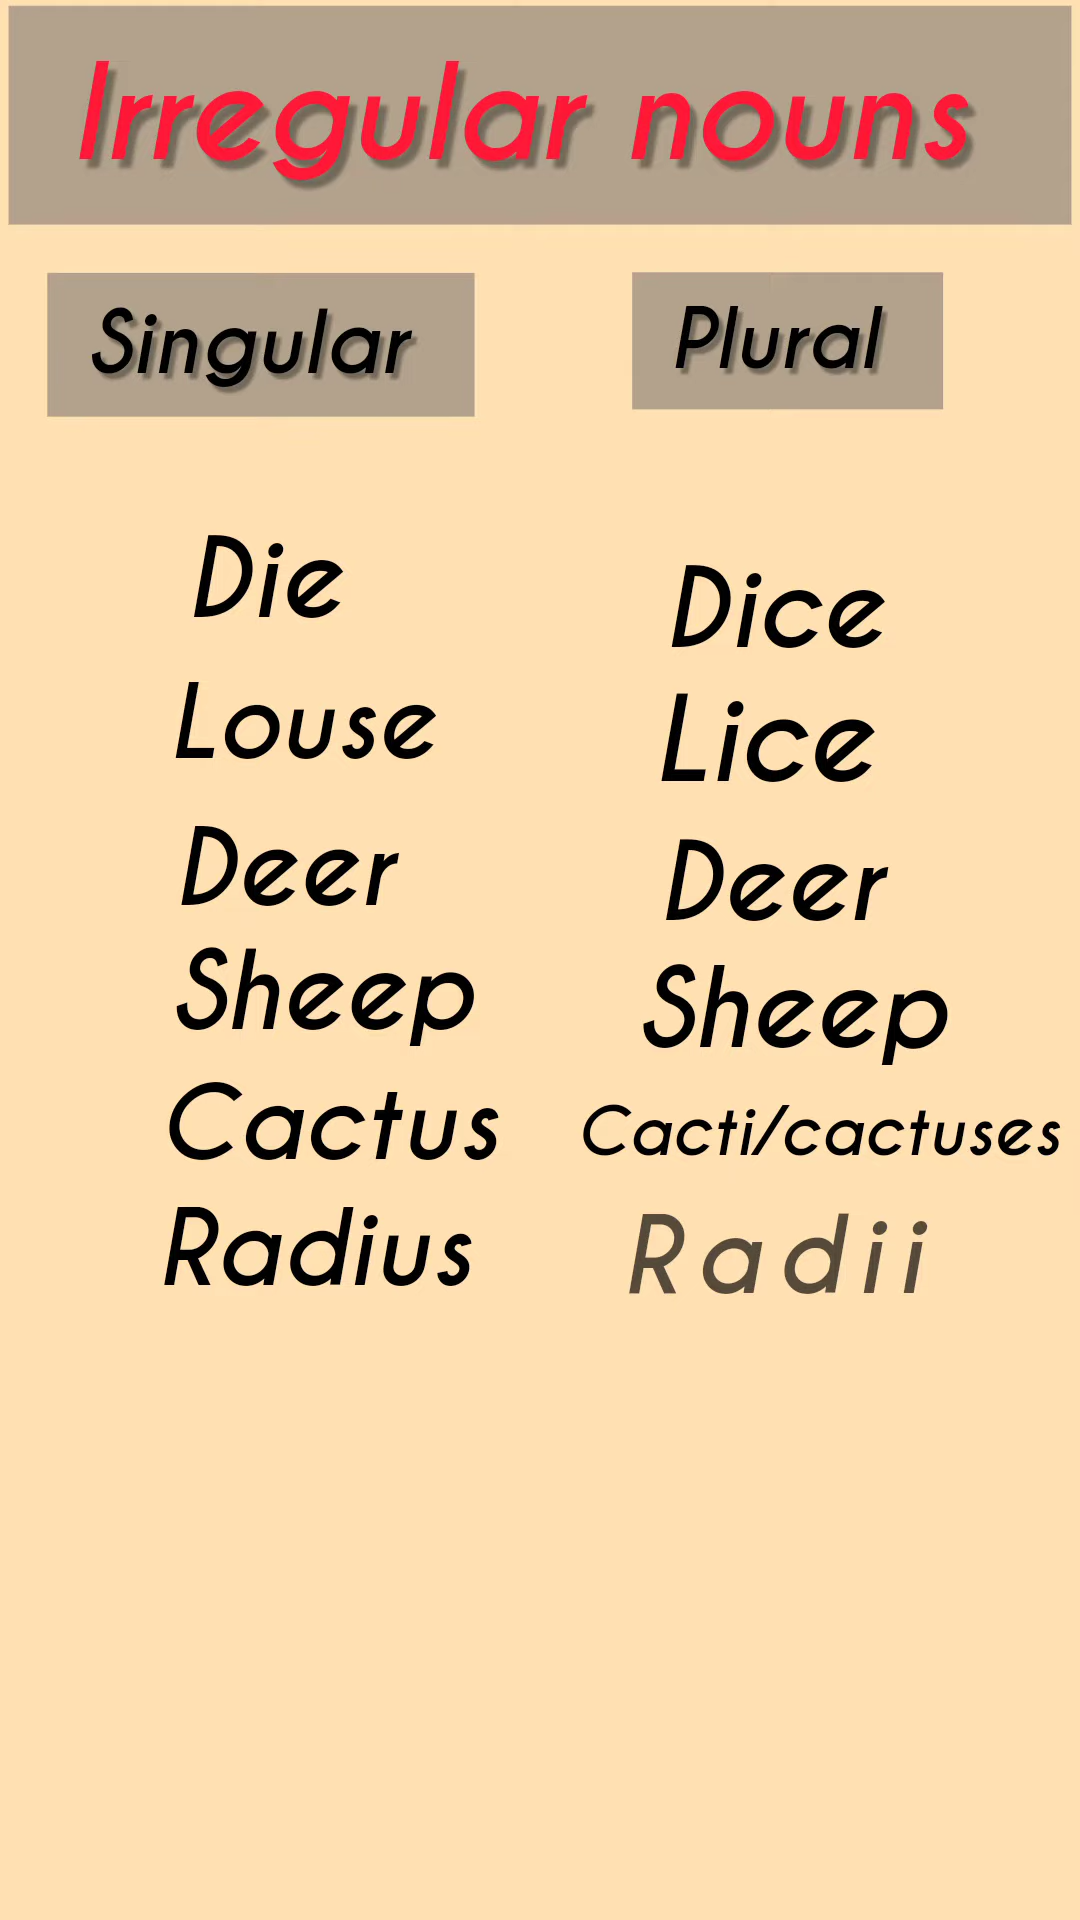 Irregular nouns
Singular Plural
Die Dice
Louse Lice
Deer Deer
Sheep Sheep
Cactus Cacti/cactuses
Radius Radii